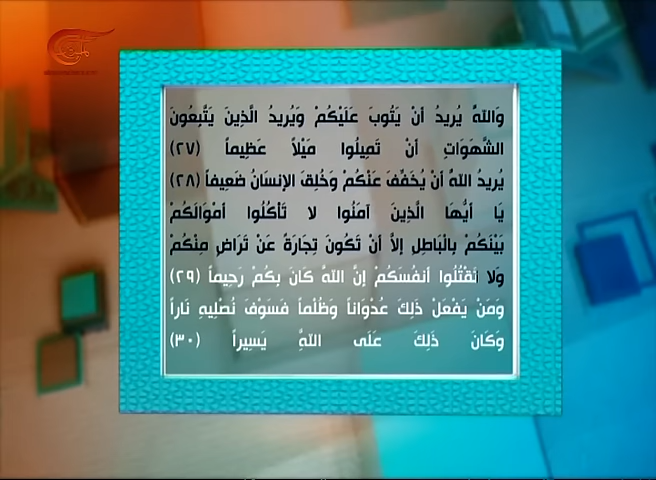 وَاللَّهُ يُرِيدُ أَنْ يَتُوبَ عَلَيْكُمْ وَيُرِيدُ الَّذِينَ يَتَّبِعُونَ
الشَّهَوَاتِ أَنْ تَمِيلُوا مَيْلاً عَظِيماً (٢٧)
يُرِيدُ اللهُ أَنْ يُخَفِّفَ عَنْكُمْ وَخُلِقَ الإِنْسَانُ ضَعِيفاً (٢٨)
يَا أَيُّهَا الَّذِينَ آمَنُوا لا تَأْكُلُوا أَمْوَالَكُمْ
بَيْنَكُمْ بِالْبَاطِلِ إِلاَّ أَنْ تَكُونَ تِجَارَةً عَنْ تَرَاضٍ مِنْكُمْ
وَلا تَقْتُلُوا أَنفُسَكُمْ إِنَّ اللهَ كَانَ بِكُمْ رَحِيماً (٢٩)
وَمَنْ يَفْعَلْ ذَلِكَ عُدْوَاناً وَظُلْماً فَسَوْفَ نُصْلِيهِ نَاراً
وَكَانَ ذَلِكَ عَلَى اللهِ يَسِيراً (٣٠)